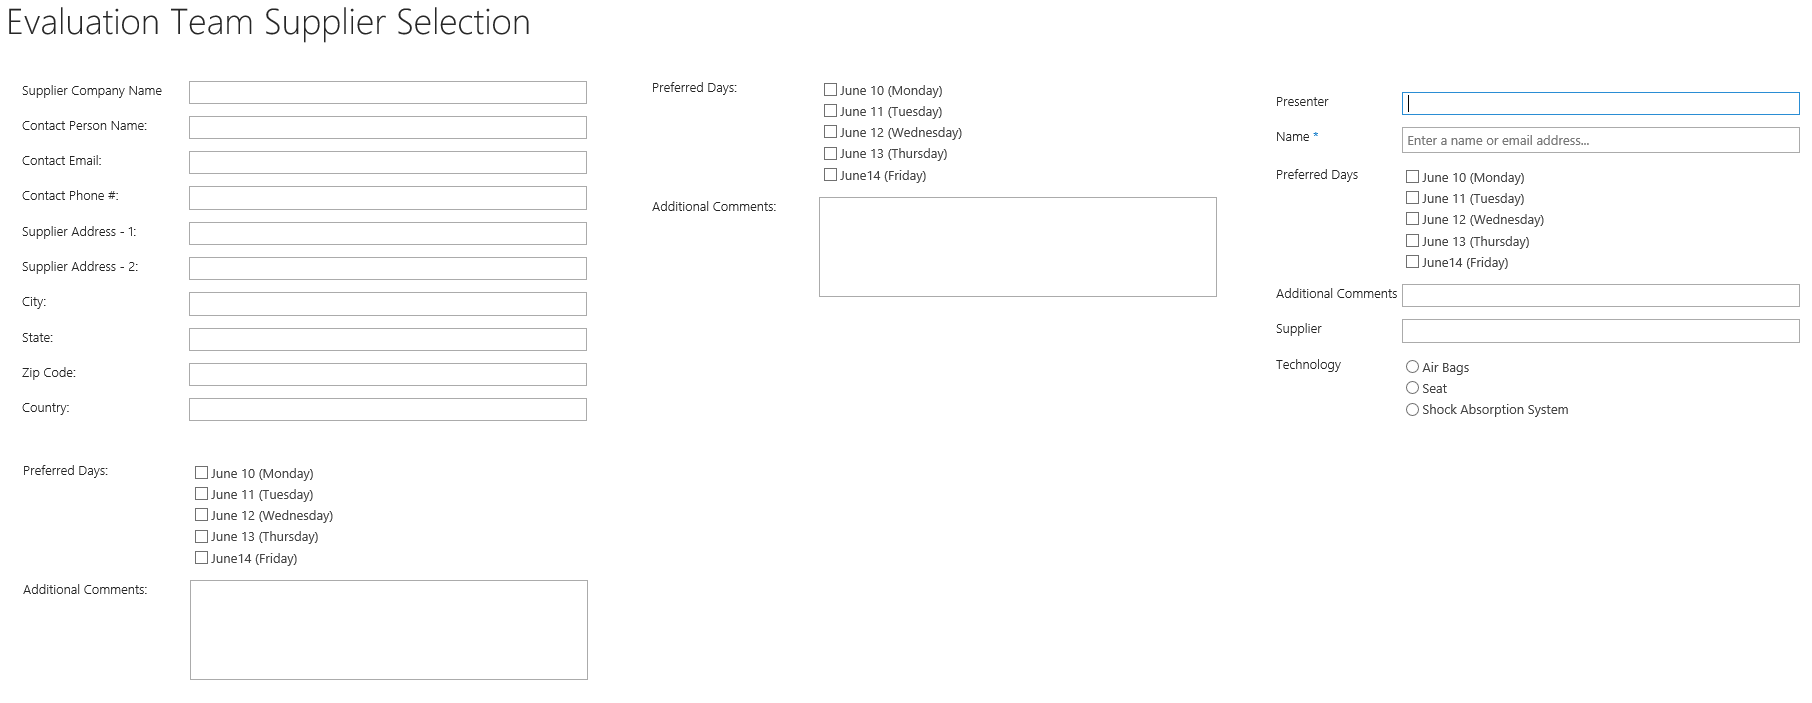 Evaluation Team Supplier Selection
Supplier Company Name
Contact Person Name:
Contact Email:
Contact Phone #:
Supplier Address - 1:
Supplier Address - 2:
City:
State:
Zip Code:
Country:
Preferred Days:
June 10 (Monday)
June 11 (Tuesday)
June 12 (Wednesday)
June 13 (Thursday)
June14 (Friday)
Additional Comments:
Preferred Days:
June 10 (Monday)
June 11 (Tuesday)
June 12 (Wednesday)
June 13 (Thursday)
June14 (Friday)
Additional Comments:
Presenter
Name *
Enter a name or email address...
Preferred Days
June 10 (Monday)
June 11 (Tuesday)
June 12 (Wednesday)
June 13 (Thursday)
June14 (Friday)
Additional Comments
Supplier
Technology
Air Bags
Seat
Shock Absorption System